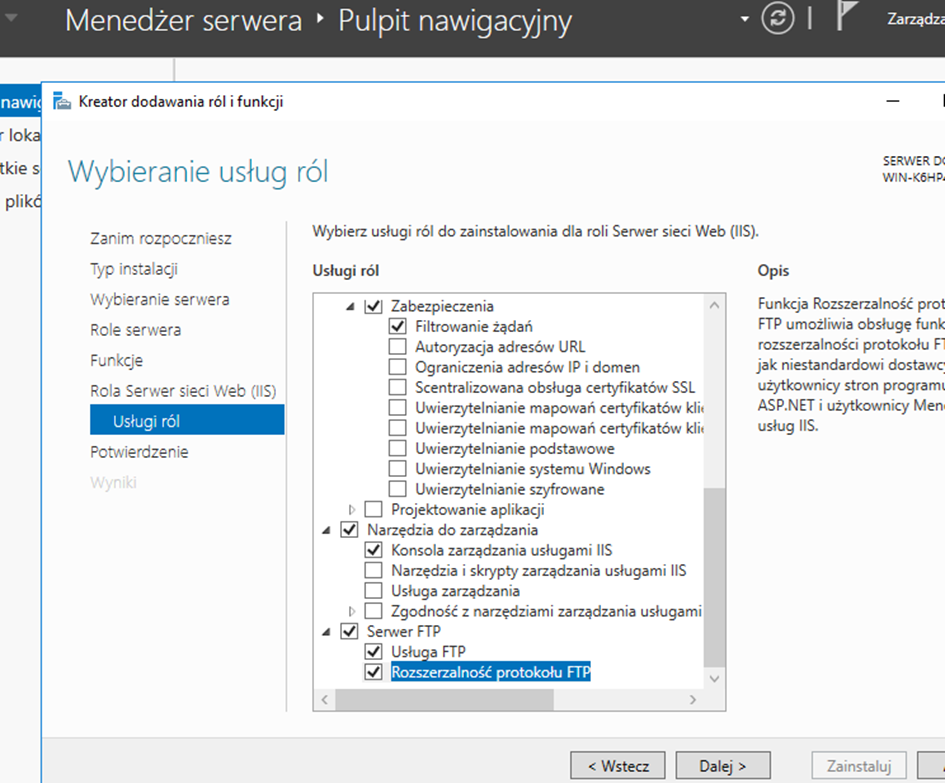 Menedżer serwera ‣ Pulpit nawigacyjny
Zarządza
Kreator dodawania ról i funkcji
nawig
r loka
tkie s
plikó
Wybieranie usług ról
SERWER DO
WIN-K6HP4
Zanim rozpoczniesz
Typ instalacji
Wybieranie serwera
Role serwera
Funkcje
Rola Serwer sieci Web (IIS)
Usługi ról
Potwierdzenie
Wyniki
Wybierz usługi ról do zainstalowania dla roli Serwer sieci Web (IIS).
Usługi ról
Zabezpieczenia
Filtrowanie żądań
Autoryzacja adresów URL
Ograniczenia adresów IP i domen
Scentralizowana obsługa certyfikatów SSL
Uwierzytelnianie mapowań certyfikatów klie
Uwierzytelnianie mapowań certyfikatów klie
Uwierzytelnianie podstawowe
Uwierzytelnianie systemu Windows
Uwierzytelnianie szyfrowane
Projektowanie aplikacji
Narzędzia do zarządzania
Konsola zarządzania usługami IIS
Narzędzia i skrypty zarządzania usługami IIS
Usługa zarządzania
Zgodność z narzędziami zarządzania usługami
Serwer FTP
Usługa FTP
Rozszerzalność protokołu FTP
Opis
Funkcja Rozszerzalność prot
FTP umożliwia obsługę funk
rozszerzalności protokołu FT
jak niestandardowi dostawcy
użytkownicy stron programu
ASP.NET i użytkownicy Mene
usług IIS.
< Wstecz
Dalej >
Zainstaluj